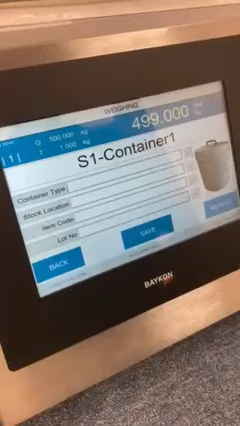 WEIGHING
| 1 |
G 500.000 kg
T 1.000 kg
499.000
S1-Container1
Container Type
Stock Location
Item Code
Lot No
BACK
SAVE
BAYKON